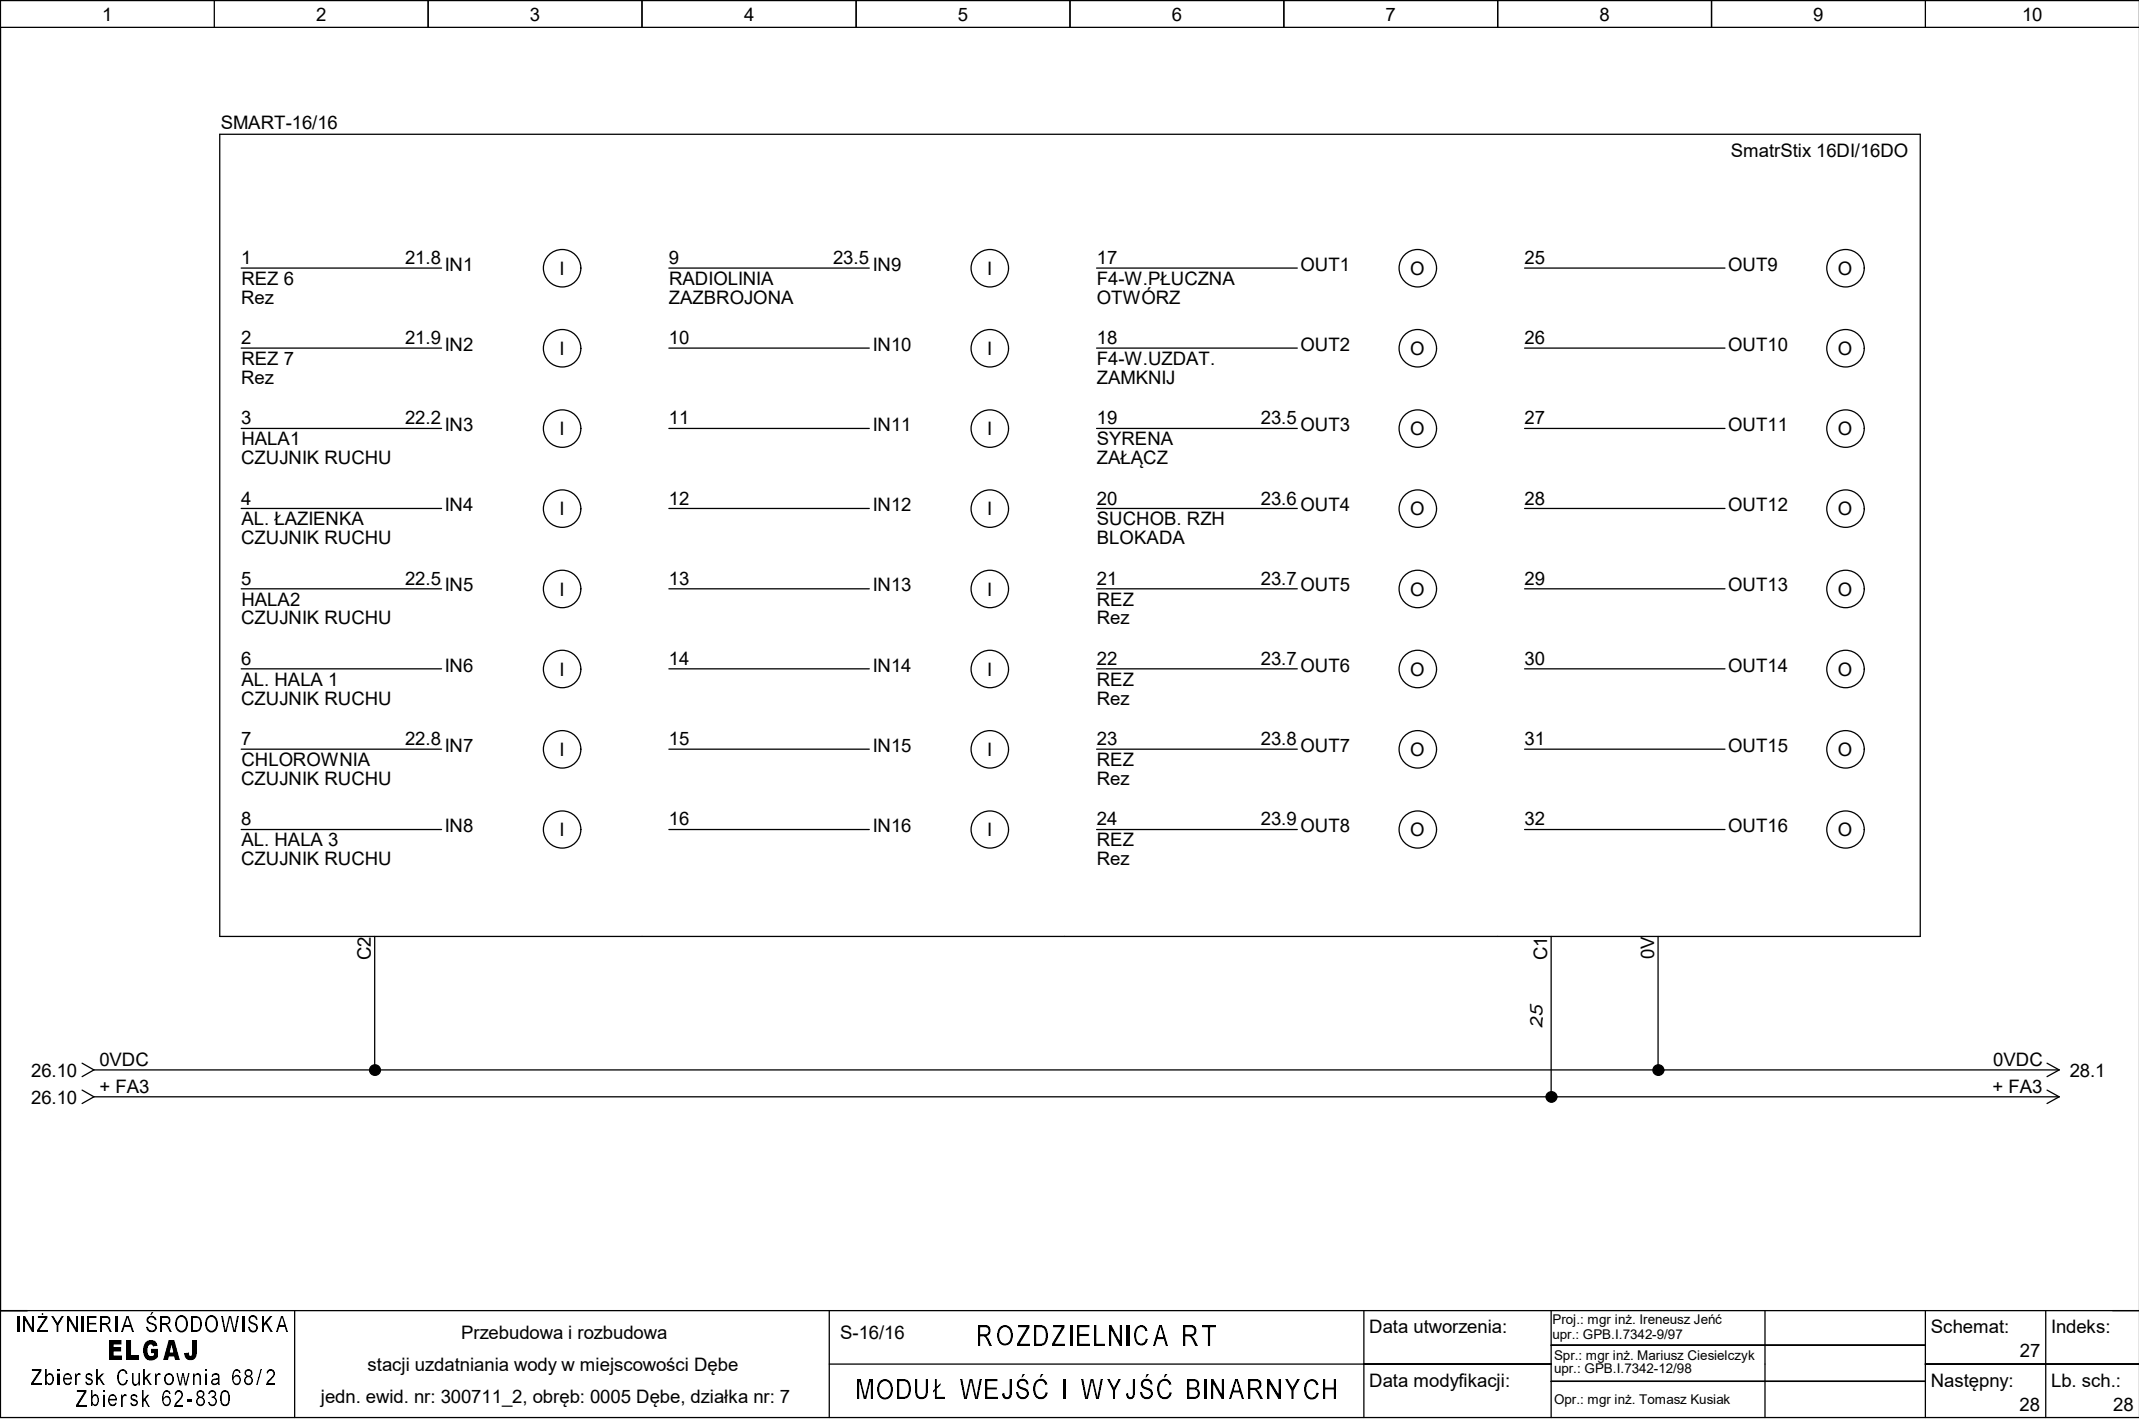 1 2 3 4 5 6 7 8 9 10
SMART-16/16
SmatrStix 16DI/16DO
1 21.8 IN1 I
REZ 6
Rez
2 21.9 IN2 I
REZ 7
Rez
3 22.2 IN3 I
HALA1
CZUJNIK RUCHU
4 IN4 I
AL. ŁAZIENKA
CZUJNIK RUCHU
5 22.5 IN5 I
HALA2
CZUJNIK RUCHU
6 IN6 I
AL. HALA 1
CZUJNIK RUCHU
7 22.8 IN7 I
CHLOROWNIA
CZUJNIK RUCHU
8 IN8 I
AL. HALA 3
CZUJNIK RUCHU
9 23.5 IN9 I
RADIOLINIA
ZAZBROJONA
10 IN10 I
11 IN11 I
12 IN12 I
13 IN13 I
14 IN14 I
15 IN15 I
16 IN16 I
17 OUT1 O
F4-W.PŁUCZNA
OTWÓRZ
18 OUT2 O
F4-W.UZDAT.
ZAMKNIJ
19 23.5 OUT3 O
SYRENA
ZAŁĄCZ
20 23.6 OUT4 O
SUCHOB. RZH
BLOKADA
21 23.7 OUT5 O
REZ
Rez
22 23.7 OUT6 O
REZ
Rez
23 23.8 OUT7 O
REZ
Rez
24 23.9 OUT8 O
REZ
Rez
25 OUT9 O
26 OUT10 O
27 OUT11 O
28 OUT12 O
29 OUT13 O
30 OUT14 O
31 OUT15 O
32 OUT16 O
C2 C1 0V
25
26.10 0VDC 0VDC 28.1
26.10 + FA3 + FA3
INŻYNIERIA ŚRODOWISKA
ELGAJ
Zbiersk Cukrownia 68/2
Zbiersk 62-830
Przebudowa i rozbudowa
stacji uzdatniania wody w miejscowości Dębe
jedn. ewid. nr: 300711_2, obręb: 0005 Dębe, działka nr: 7
S-16/16 ROZDZIELNICA RT
MODUŁ WEJŚĆ I WYJŚĆ BINARNYCH
Data utworzenia:
Data modyfikacji:
Proj.: mgr inż. Ireneusz Jeńć
upr.: GPB.I.7342-9/97
Spr.: mgr inż. Mariusz Ciesielczyk
upr.: GPB.I.7342-12/98
Opr.: mgr inż. Tomasz Kusiak
Schemat:
27
Indeks:
Następny:
28
Lb. sch.:
28